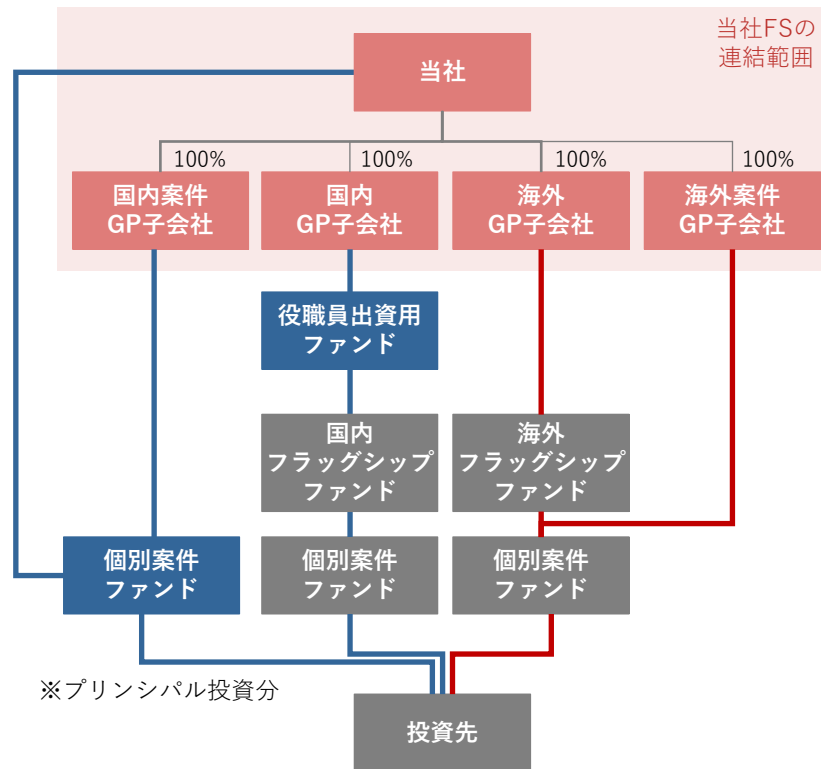 当社FSの
連結範囲
当社
100%
100%
100%
100%
国内案件
GP子会社
国内
GP子会社
海外
GP子会社
海外案件
GP子会社
役職員出資用
ファンド
国内
フラッグシップ
ファンド
海外
フラッグシップ
ファンド
個別案件
ファンド
個別案件
ファンド
個別案件
ファンド
※プリンシパル投資分
投資先